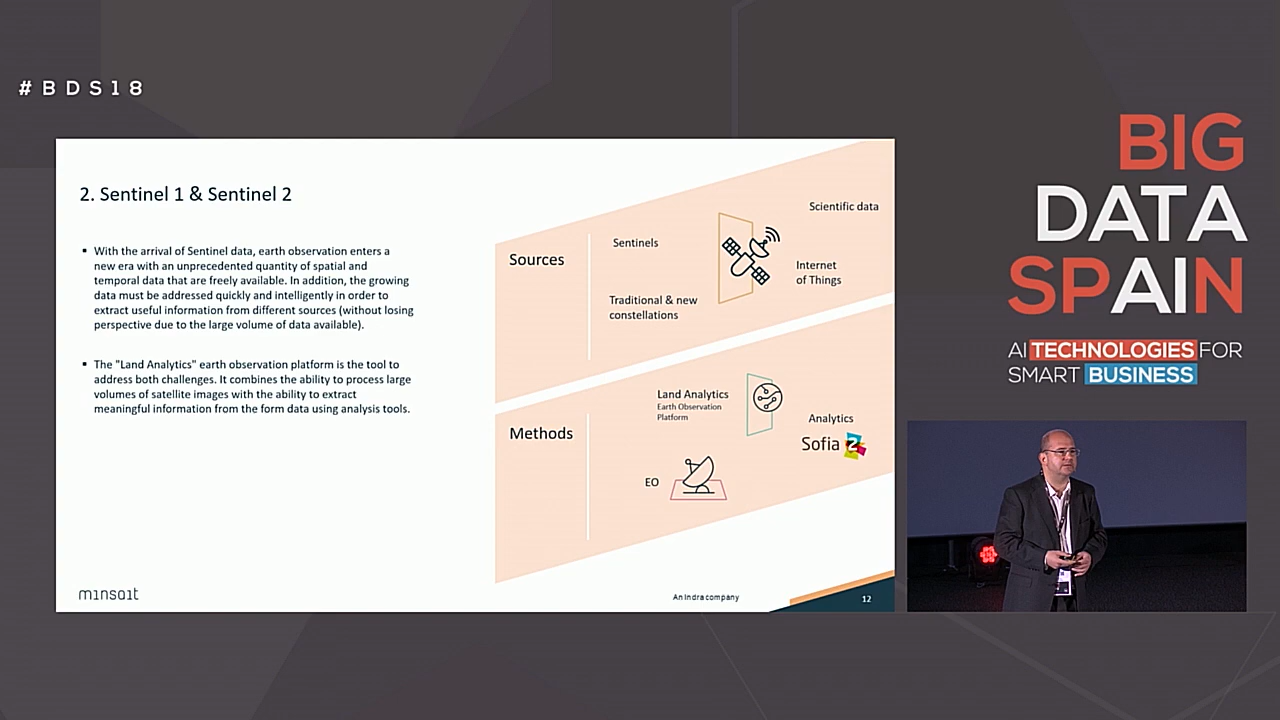 #BDS18
2. Sentinel 1 & Sentinel 2
▪ With the arrival of Sentinel data, earth observation enters a
new era with an unprecedented quantity of spatial and
temporal data that are freely available. In addition, the growing
data must be addressed quickly and intelligently in order to
extract useful information from different sources (without losing
perspective due to the large volume of data available).
▪ The "Land Analytics" earth observation platform is the tool to
address both challenges. It combines the ability to process large
volumes of satellite images with the ability to extract
meaningful information from the form data using analysis tools.
Sources
Sentinels
Scientific data
Internet
of Things
Traditional & new
constellations
Methods
Land Analytics
Earth Observation
Platform
Analytics
Sofia 2
EO
minsait
An Indra company
12
BIG
DATA
SPAIN
AI TECHNOLOGIES FOR
SMART BUSINESS